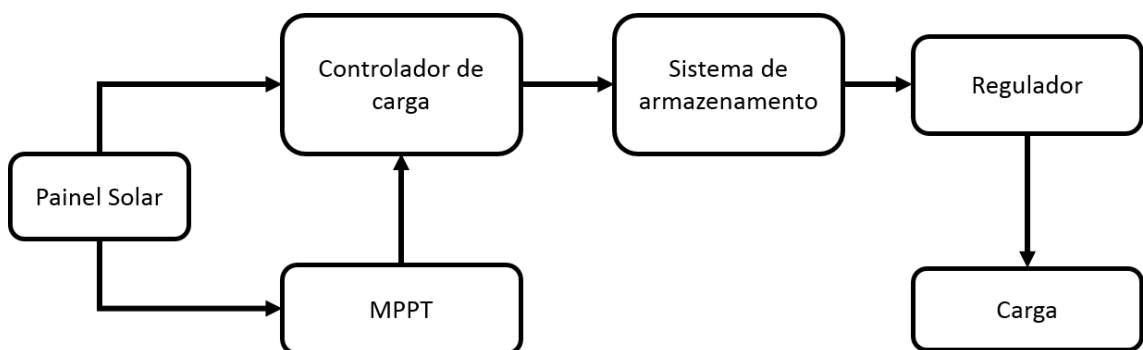 Painel Solar
Controlador de
carga
MPPT
Sistema de
armazenamento
Regulador
Carga